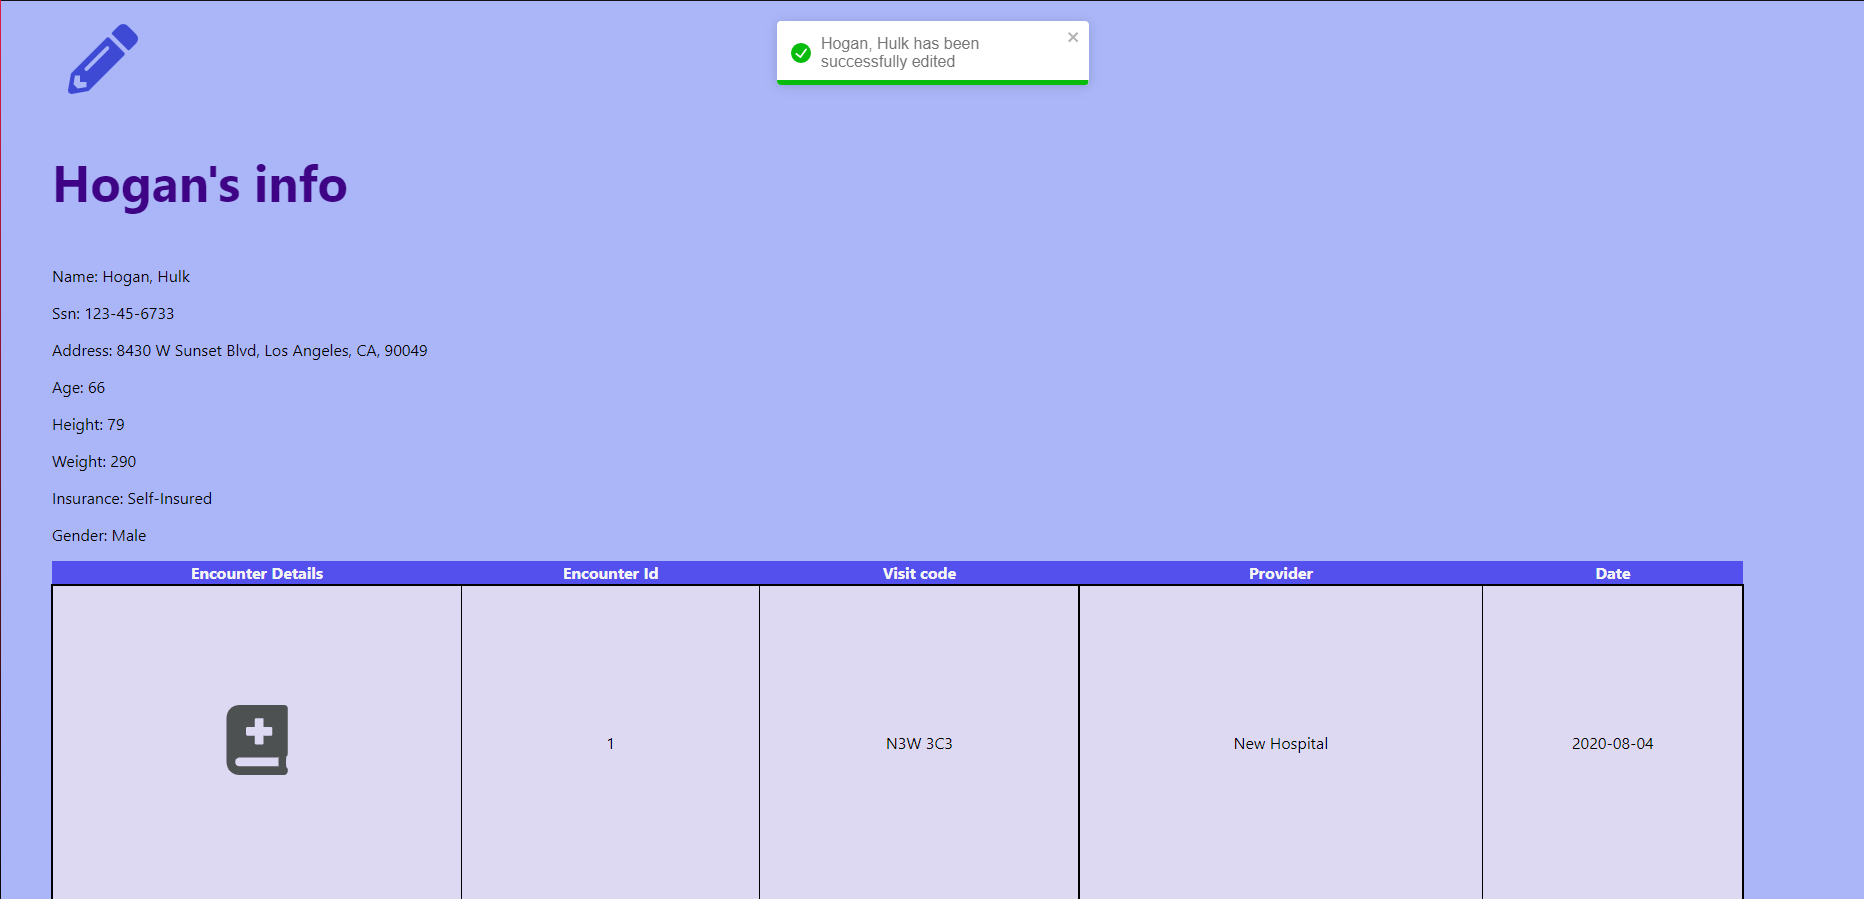 Hogan, Hulk has been
successfully edited
Hogan's info
Name: Hogan, Hulk
Ssn: 123-45-6733
Address: 8430 W Sunset Blvd, Los Angeles, CA, 90049
Age: 66
Height: 79
Weight: 290
Insurance: Self-Insured
Gender: Male
Encounter Details Encounter Id Visit code Provider Date
1 N3W 3C3 New Hospital 2020-08-04